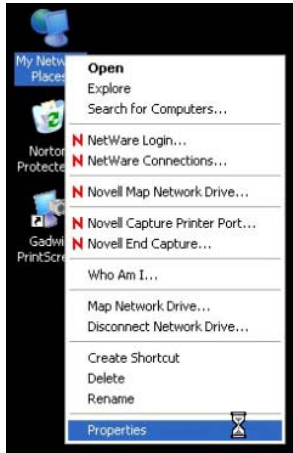 My Netw
Places
Norton
Protecte
Gadwi
PrintScre
Open
Explore
Search for Computers...
N NetWare Login...
N NetWare Connections...
N Novell Map Network Drive...
N Novell Capture Printer Port...
N Novell End Capture...
Who Am I...
Map Network Drive...
Disconnect Network Drive...
Create Shortcut
Delete
Rename
Properties